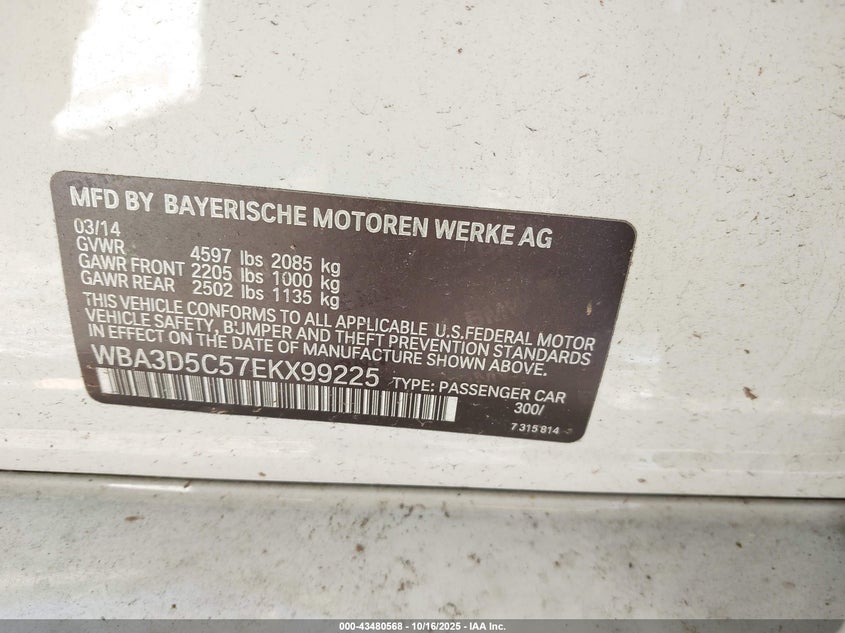 MFD BY BAYERISCHE MOTOREN WERKE AG
03/14
GVWR 4597 lbs 2085 kg
GAWR FRONT 2205 lbs 1000 kg
GAWR REAR 2502 lbs 1135 kg
THIS VEHICLE CONFORMS TO ALL APPLICABLE U.S.FEDERAL MOTOR
VEHICLE SAFETY, BUMPER AND THEFT PREVENTION STANDARDS
IN EFFECT ON THE DATE OF MANUFACTURE SHOWN ABOVE.
WBA3D5C57EKX99225 TYPE: PASSENGER CAR
300/
7 315 814
000-43480568 - 10/16/2025 - IAA Inc.